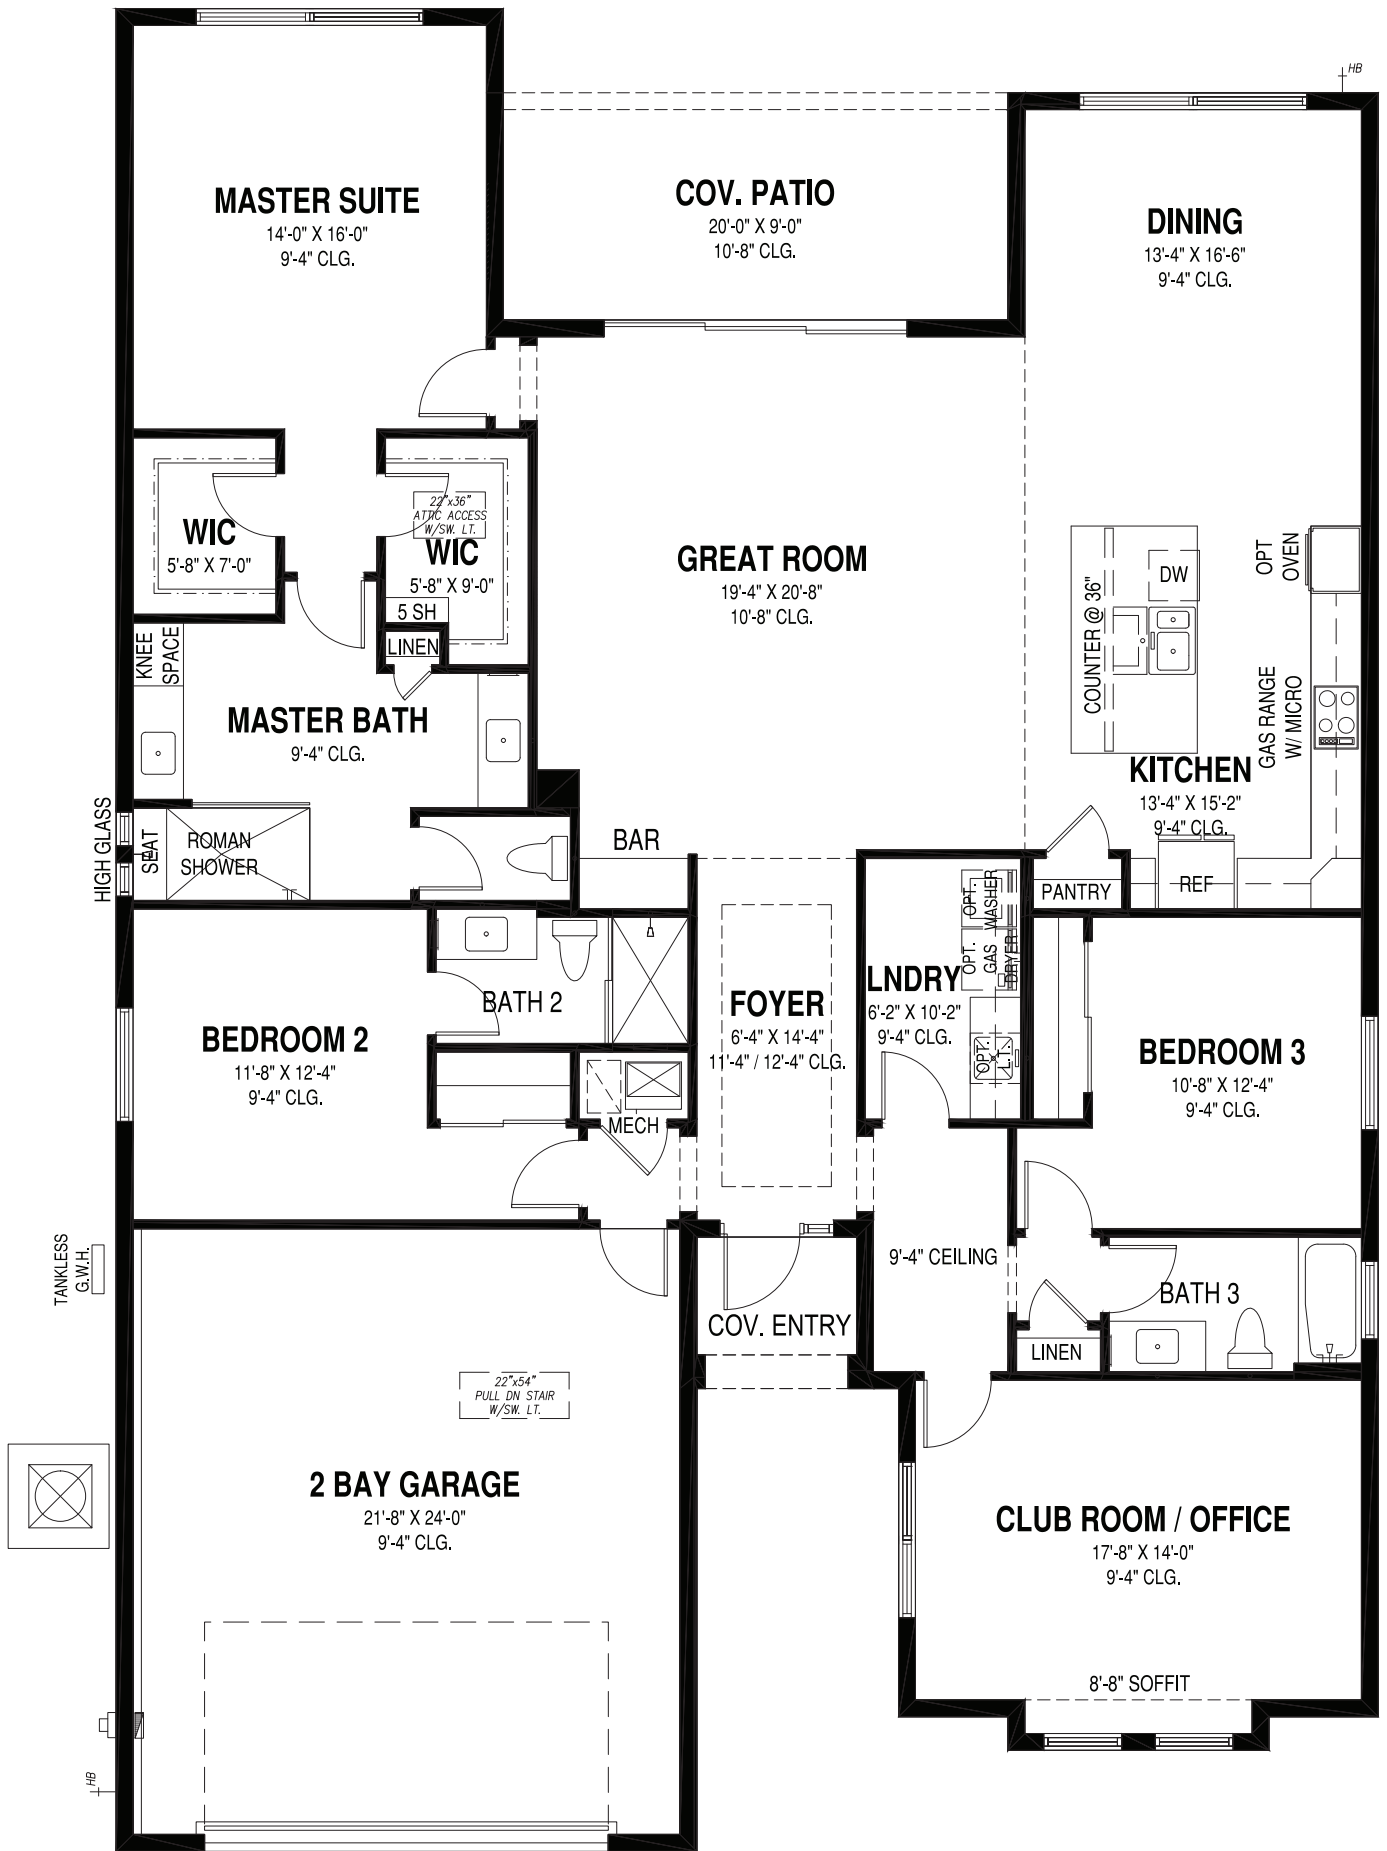 HB
MASTER SUITE
14'-0" X 16'-0"
9'-4" CLG.
COV. PATIO
20'-0" X 9'-0"
10'-8" CLG.
DINING
13'-4" X 16'-6"
9'-4" CLG.
WIC
5'-8" X 7'-0"
22"x36"
ATTIC ACCESS
W/SW. LT.
WIC
5'-8" X 9'-0"
5 SH
LINEN
GREAT ROOM
19'-4" X 20'-8"
10'-8" CLG.
COUNTER @ 36"
DW
OPT
OVEN
GAS RANGE
W/ MICRO
KITCHEN
13'-4" X 15'-2"
9'-4" CLG.
KNEE
SPACE
MASTER BATH
9'-4" CLG.
HIGH GLASS
SEAT
ROMAN
SHOWER
BAR
PANTRY
REF
OPT.
WASHER
OPT.
GAS
DRYER
LNDRY
6'-2" X 10'-2"
9'-4" CLG.
OPT.
L.T.
BATH 2
FOYER
6'-4" X 14'-4"
11'-4" / 12'-4" CLG.
BEDROOM 2
11'-8" X 12'-4"
9'-4" CLG.
BEDROOM 3
10'-8" X 12'-4"
9'-4" CLG.
MECH
TANKLESS
G.W.H.
9'-4" CEILING
BATH 3
COV. ENTRY
LINEN
22"x54"
PULL DN STAIR
W/SW. LT.
2 BAY GARAGE
21'-8" X 24'-0"
9'-4" CLG.
CLUB ROOM / OFFICE
17'-8" X 14'-0"
9'-4" CLG.
8'-8" SOFFIT
HB